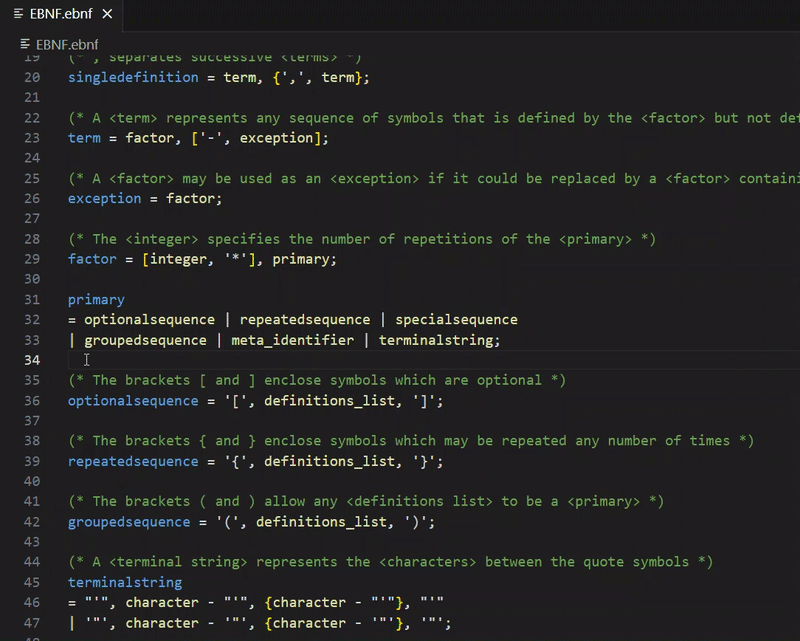 EBNF.ebnf
EBNF.ebnf
19 (* , separates successive <terms> *)
20 singledefinition = term, {',', term};
21
22 (* A <term> represents any sequence of symbols that is defined by the <factor> but not def
23 term = factor, ['-', exception];
24
25 (* A <factor> may be used as an <exception> if it could be replaced by a <factor> containi
26 exception = factor;
27
28 (* The <integer> specifies the number of repetitions of the <primary> *)
29 factor = [integer, '*'], primary;
30
31 primary
32 = optionalsequence | repeatedsequence | specialsequence
33 | groupedsequence | meta_identifier | terminalstring;
34
35 (* The brackets [ and ] enclose symbols which are optional *)
36 optionalsequence = '[', definitions_list, ']';
37
38 (* The brackets { and } enclose symbols which may be repeated any number of times *)
39 repeatedsequence = '{', definitions_list, '}';
40
41 (* The brackets ( and ) allow any <definitions list> to be a <primary> *)
42 groupedsequence = '(', definitions_list, ')';
43
44 (* A <terminal string> represents the <characters> between the quote symbols *)
45 terminalstring
46 = "'", character - "'", {character - "'"}, "'"
47 | '"', character - '"', {character - '"'}, '"';